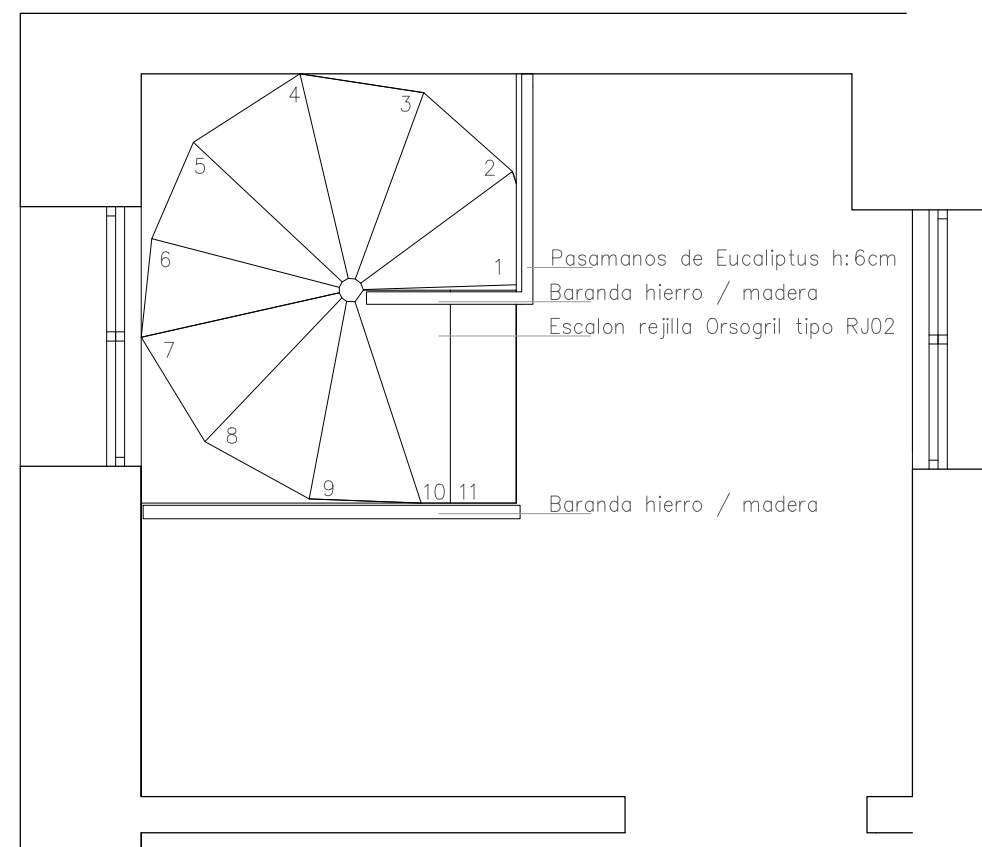 4
3
5
2
6
1
Pasamanos de Eucaliptus h:6cm
Baranda hierro / madera
Escalon rejilla Orsogril tipo RJ02
7
8
9
10
11
Baranda hierro / madera